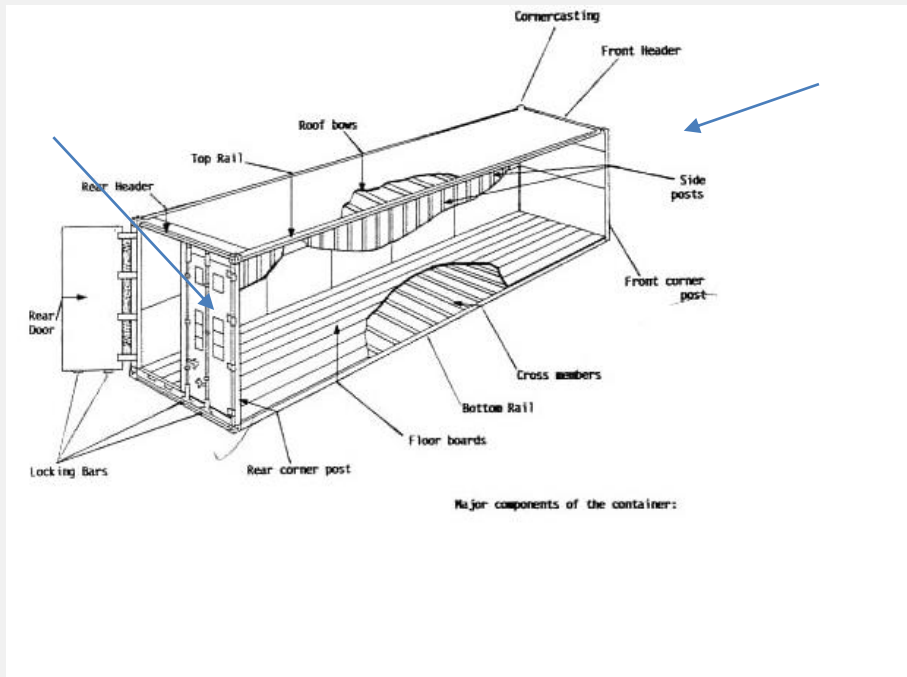 Cornercasting
Front Header
Roof bows
Top Rail
Rear Header
Side
posts
Front corner
post
Rear
Door
Cross members
Bottom Rail
Floor boards
Rear corner post
Locking Bars
Major components of the container: